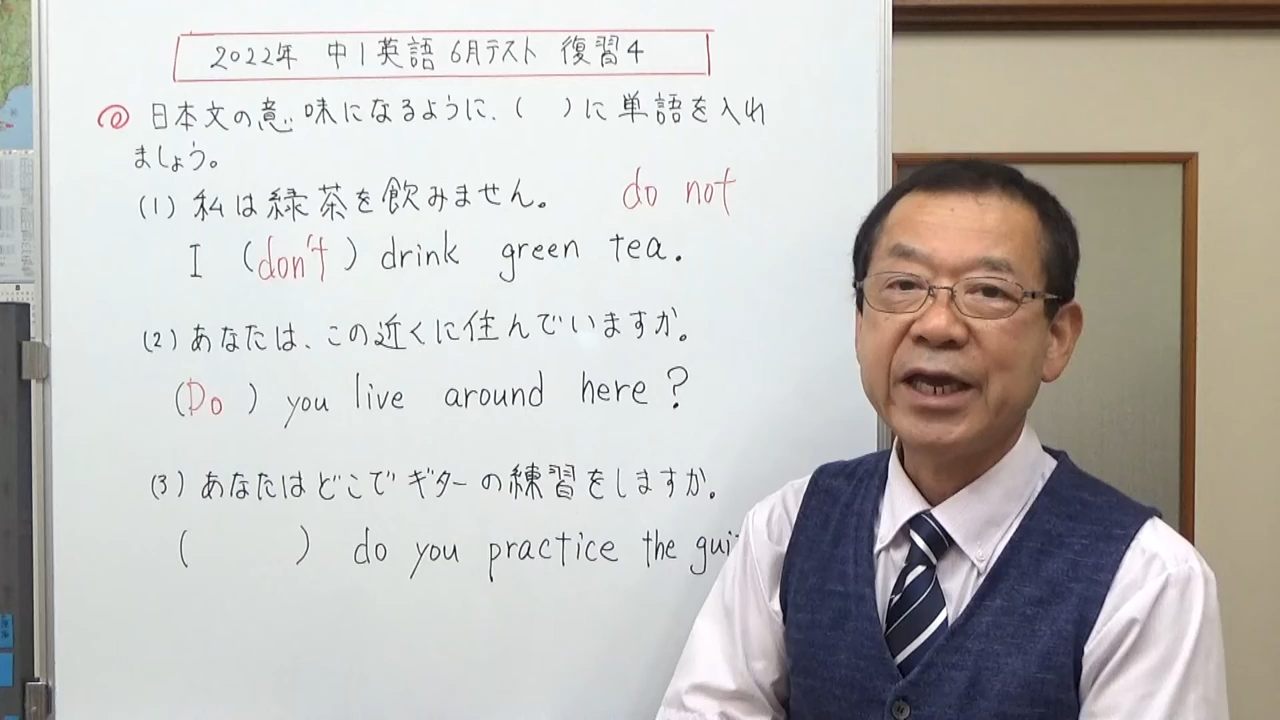 2022年 中1英語 6月テスト 復習4
日本文の意味になるように、( )に単語を入れ
ましょう。
(1) 私は緑茶を飲みません。 do not
I (don't) drink green tea.
(2) あなたは、この近くに住んでいますか。
(Do) you live around here?
(3) あなたはどこでギターの練習をしますか。
( ) do you practice the gui